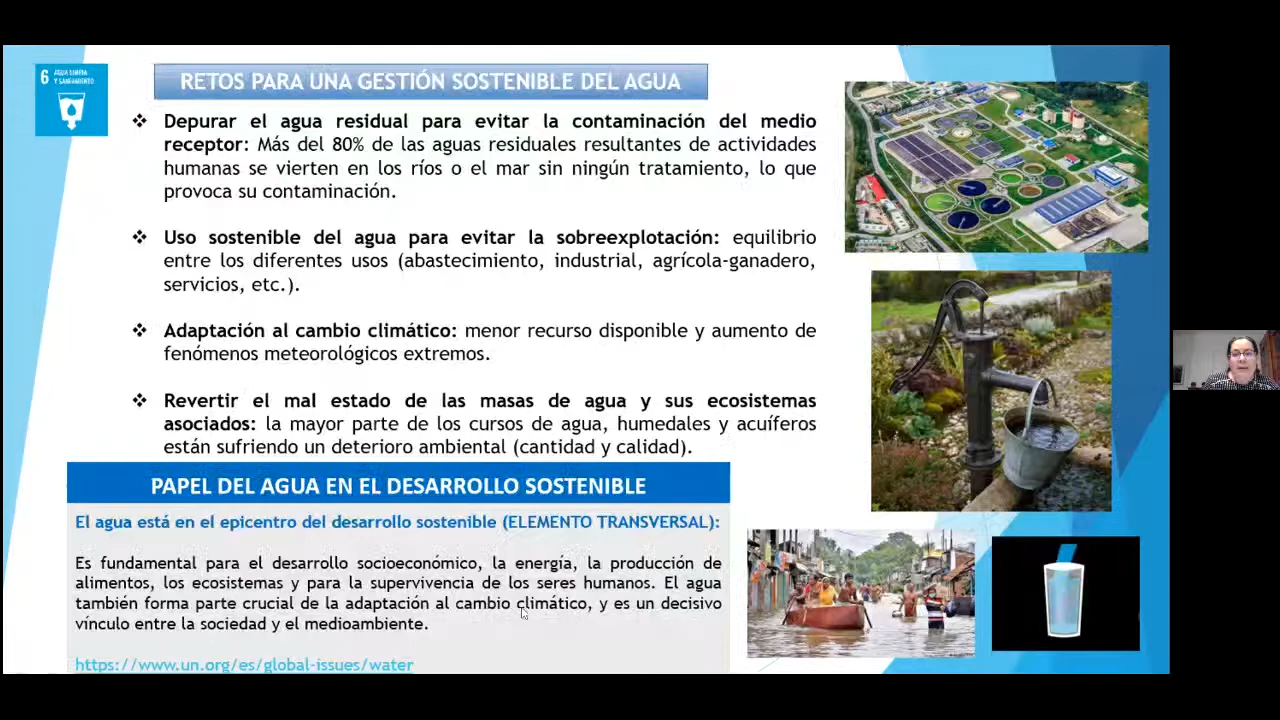 6 AGUA LIMPIA
Y SANEAMIENTO
RETOS PARA UNA GESTIÓN SOSTENIBLE DEL AGUA
❖ Depurar el agua residual para evitar la contaminación del medio
receptor: Más del 80% de las aguas residuales resultantes de actividades
humanas se vierten en los ríos o el mar sin ningún tratamiento, lo que
provoca su contaminación.
❖ Uso sostenible del agua para evitar la sobreexplotación: equilibrio
entre los diferentes usos (abastecimiento, industrial, agrícola-ganadero,
servicios, etc.).
❖ Adaptación al cambio climático: menor recurso disponible y aumento de
fenómenos meteorológicos extremos.
❖ Revertir el mal estado de las masas de agua y sus ecosistemas
asociados: la mayor parte de los cursos de agua, humedales y acuíferos
están sufriendo un deterioro ambiental (cantidad y calidad).
PAPEL DEL AGUA EN EL DESARROLLO SOSTENIBLE
El agua está en el epicentro del desarrollo sostenible (ELEMENTO TRANSVERSAL):
Es fundamental para el desarrollo socioeconómico, la energía, la producción de
alimentos, los ecosistemas y para la supervivencia de los seres humanos. El agua
también forma parte crucial de la adaptación al cambio climático, y es un decisivo
vínculo entre la sociedad y el medioambiente.
https://www.un.org/es/global-issues/water